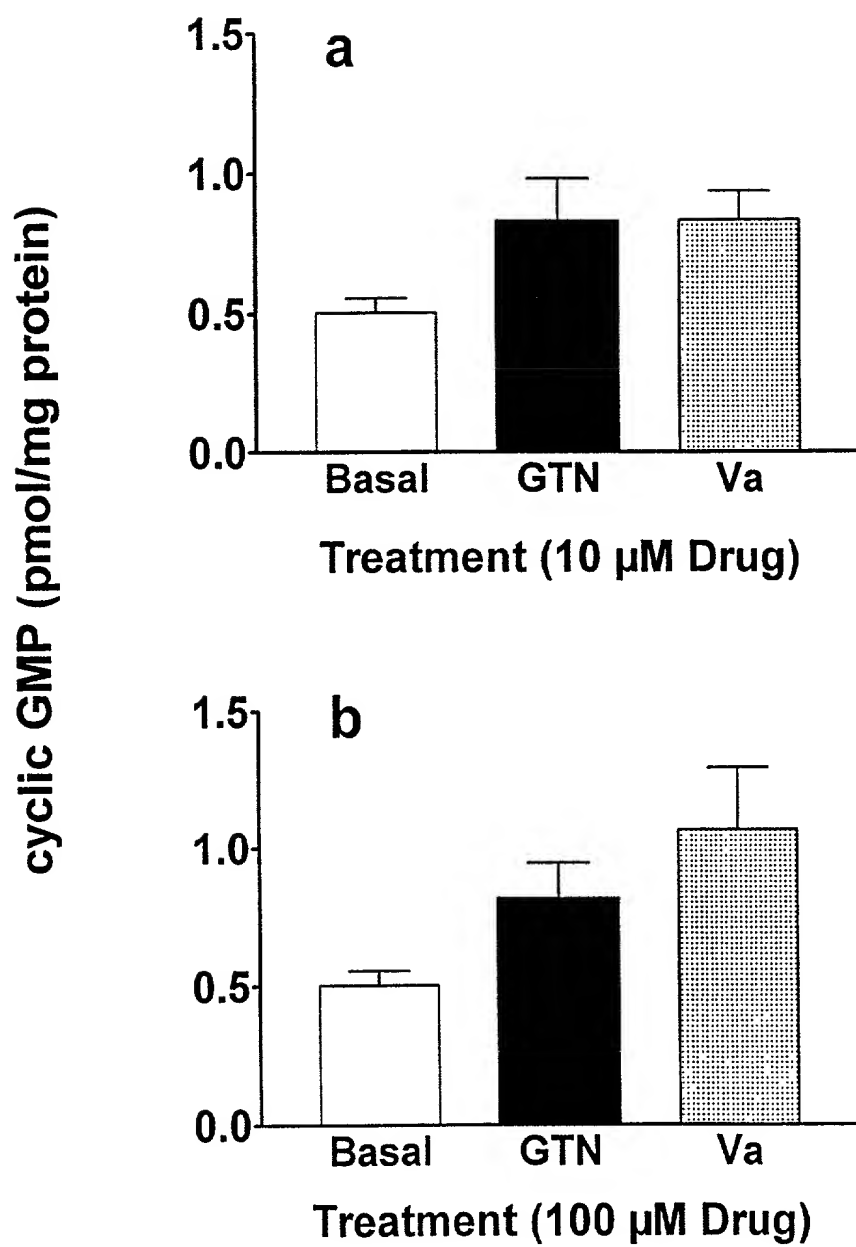 cyclic GMP (pmol/mg protein)
a
1.5
1.0
0.5
0.0
Basal GTN Va
Treatment (10 µM Drug)
b
1.5
1.0
0.5
0.0
Basal GTN Va
Treatment (100 µM Drug)